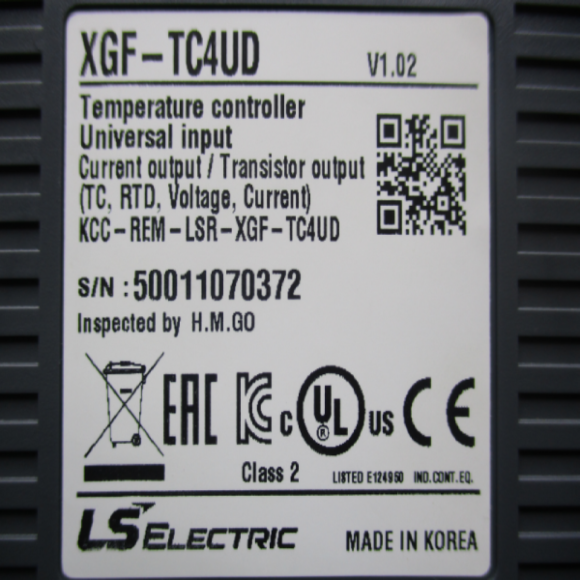 XGF-TC4UD V1.02
Temperature controller
Universal input
Current output / Transistor output
(TC, RTD, Voltage, Current)
KCC-REM-LSR-XGF-TC4UD
S/N : 50011070372
Inspected by H.M.GO
EAC KC C UL ® US CE
Class 2 LISTED E124950 IND.CONT.EQ.
LS ELECTRIC MADE IN KOREA